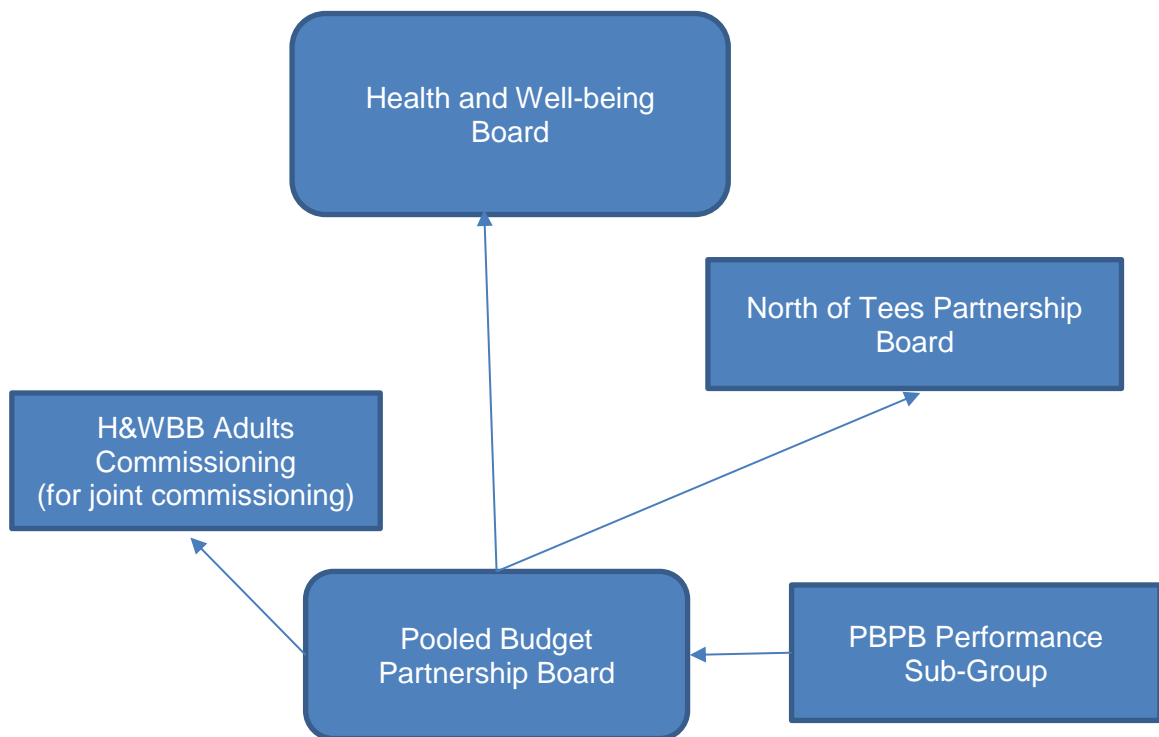 Health and Well-being
Board
North of Tees Partnership
Board
H&WBB Adults
Commissioning
(for joint commissioning)
Pooled Budget
Partnership Board
PBPB Performance
Sub-Group